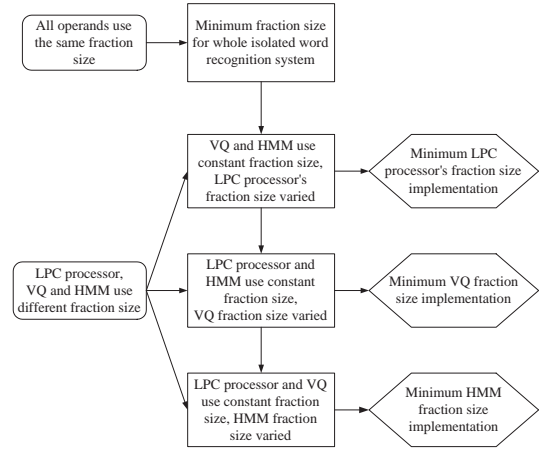 All operands use
the same fraction
size
Minimum fraction size
for whole isolated word
recognition system
VQ and HMM use
constant fraction size,
LPC processor's
fraction size varied
Minimum LPC
processor's fraction size
implementation
LPC processor,
VQ and HMM use
different fraction size
LPC processor and
HMM use constant
fraction size,
VQ fraction size varied
Minimum VQ fraction
size implementation
LPC processor and VQ
use constant fraction
size, HMM fraction
size varied
Minimum HMM
fraction size
implementation